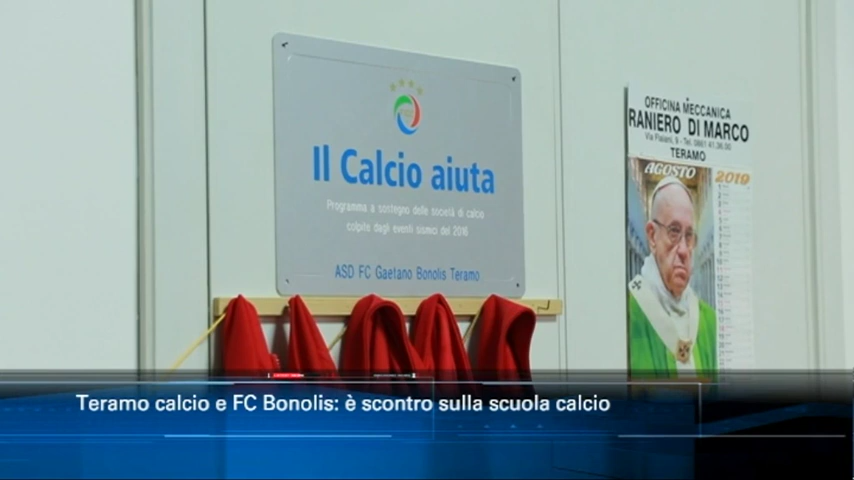 Il Calcio aiuta
Programma a sostegno delle società di calcio
colpite dagli eventi sismici del 2016
ASD FC Gaetano Bonolis Teramo
OFFICINA MECCANICA
RANIERO DI MARCO
TERAMO
AGOSTO 2019
Teramo calcio e FC Bonolis: è scontro sulla scuola calcio